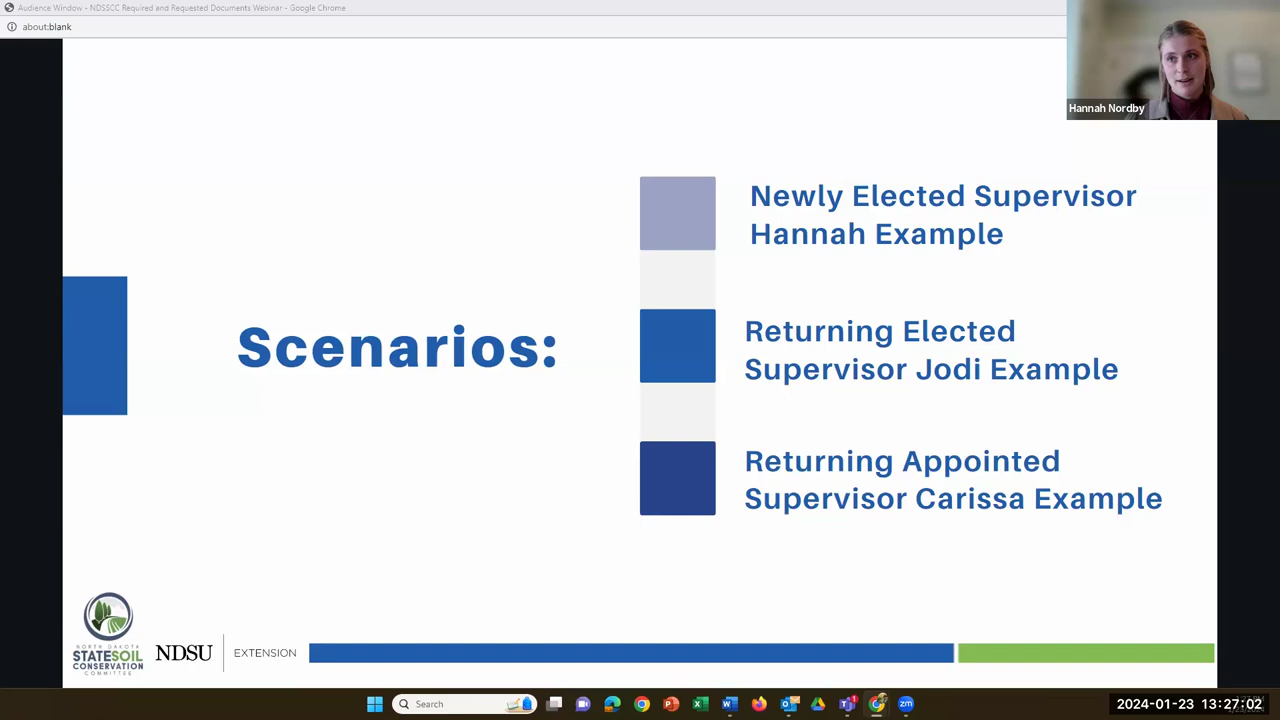 Audience Window - NDSSCC Required and Requested Documents Webinar - Google Chrome
about:blank
Hannah Nordby
Newly Elected Supervisor
Hannah Example
Scenarios:
Returning Elected
Supervisor Jodi Example
Returning Appointed
Supervisor Carissa Example
NORTH DAKOTA
STATE SOIL
CONSERVATION
COMMITTEE
NDSU
EXTENSION
Search
2024-01-23 13:27:02